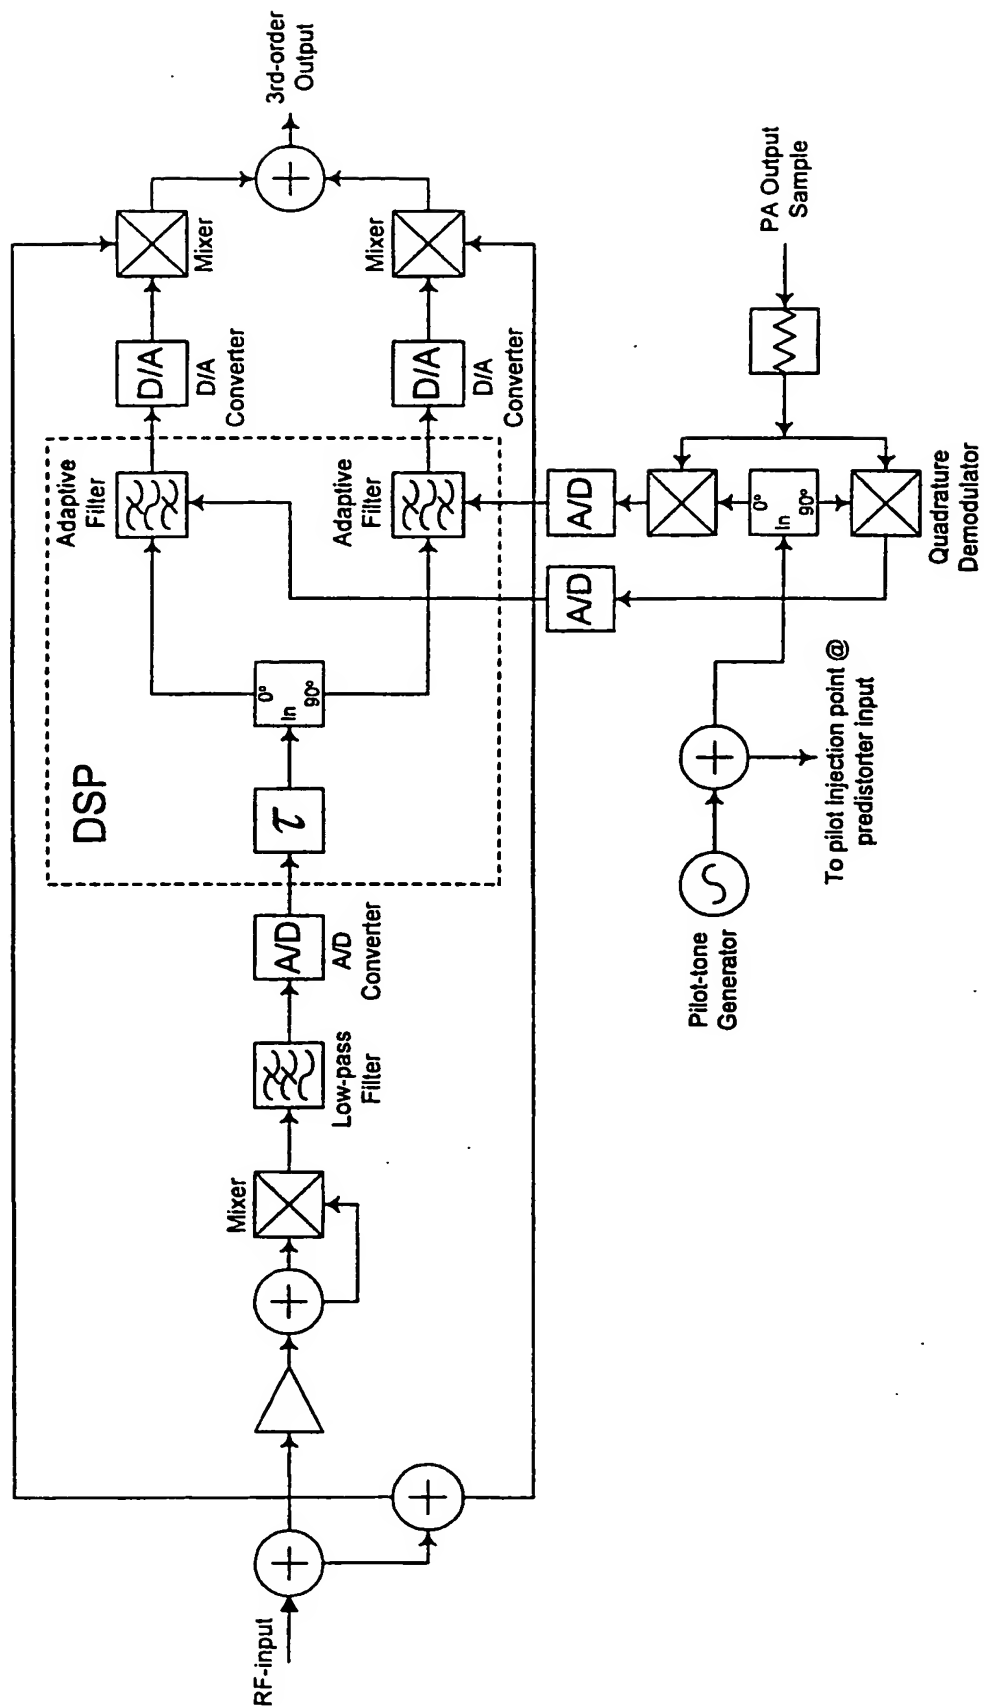 RF-input
Mixer
Low-pass
Filter
A/D
A/D
Converter
DSP
τ
0°
In
90°
Adaptive
Filter
Adaptive
Filter
D/A
D/A
Converter
D/A
D/A
Converter
Mixer
Mixer
3rd-order
Output
Pilot-tone
Generator
To pilot injection point @
predistorter input
A/D
A/D
0°
In
90°
Quadrature
Demodulator
PA Output
Sample